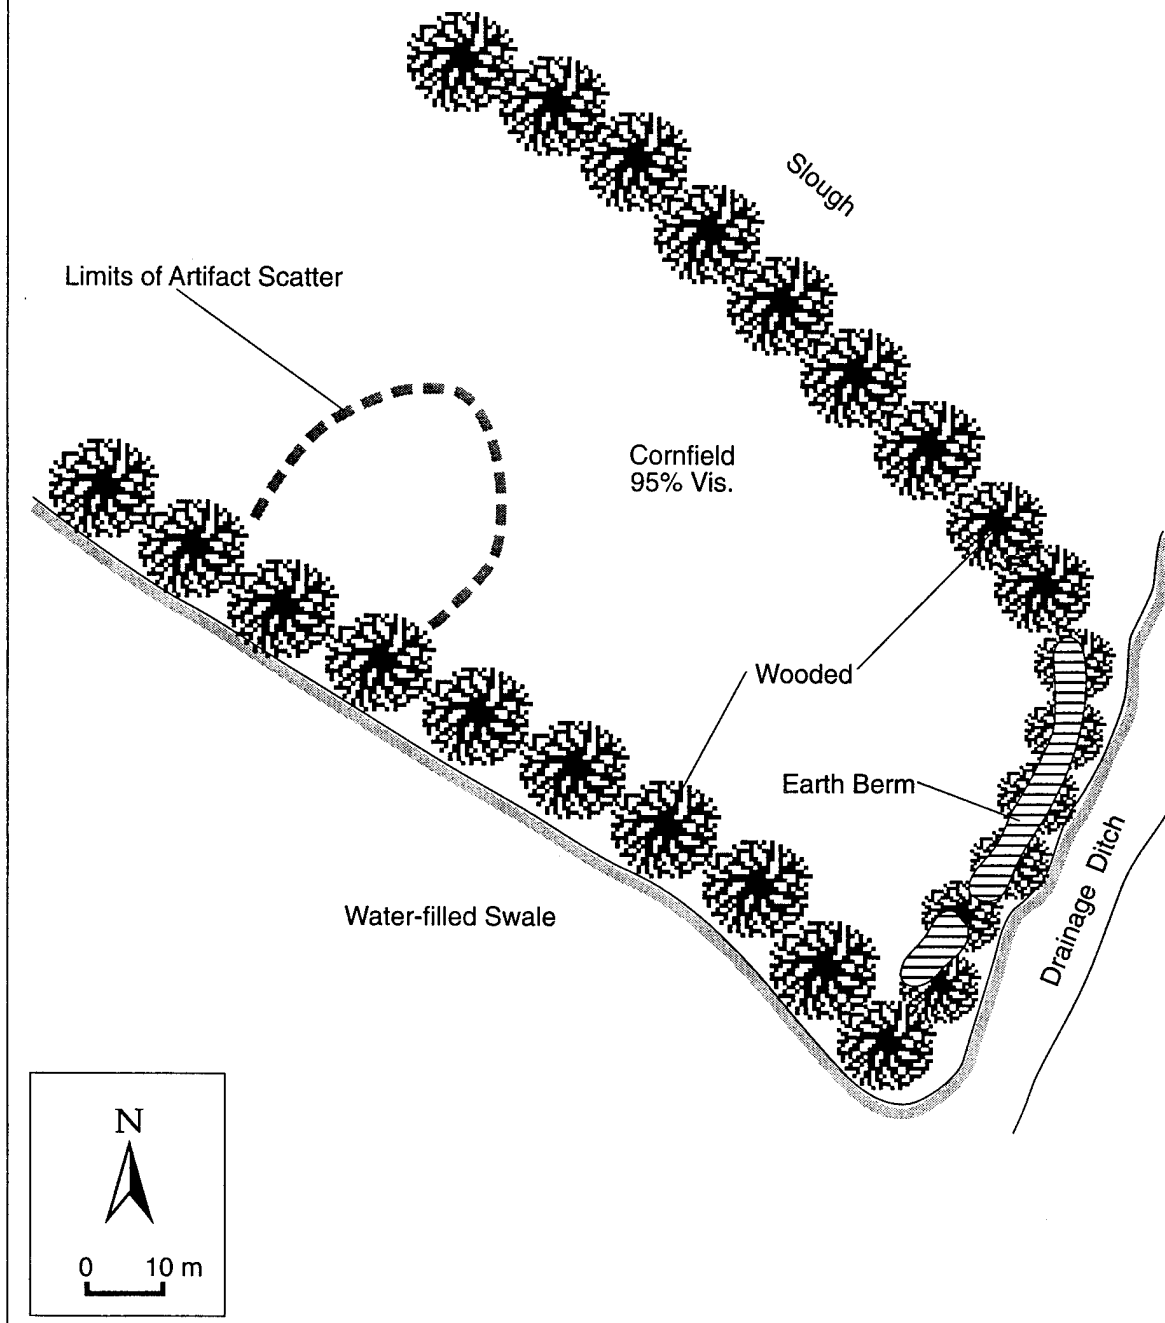 Slough
Limits of Artifact Scatter
Cornfield
95% Vis.
Wooded
Earth Berm
Drainage Ditch
Water-filled Swale
N
0 10 m